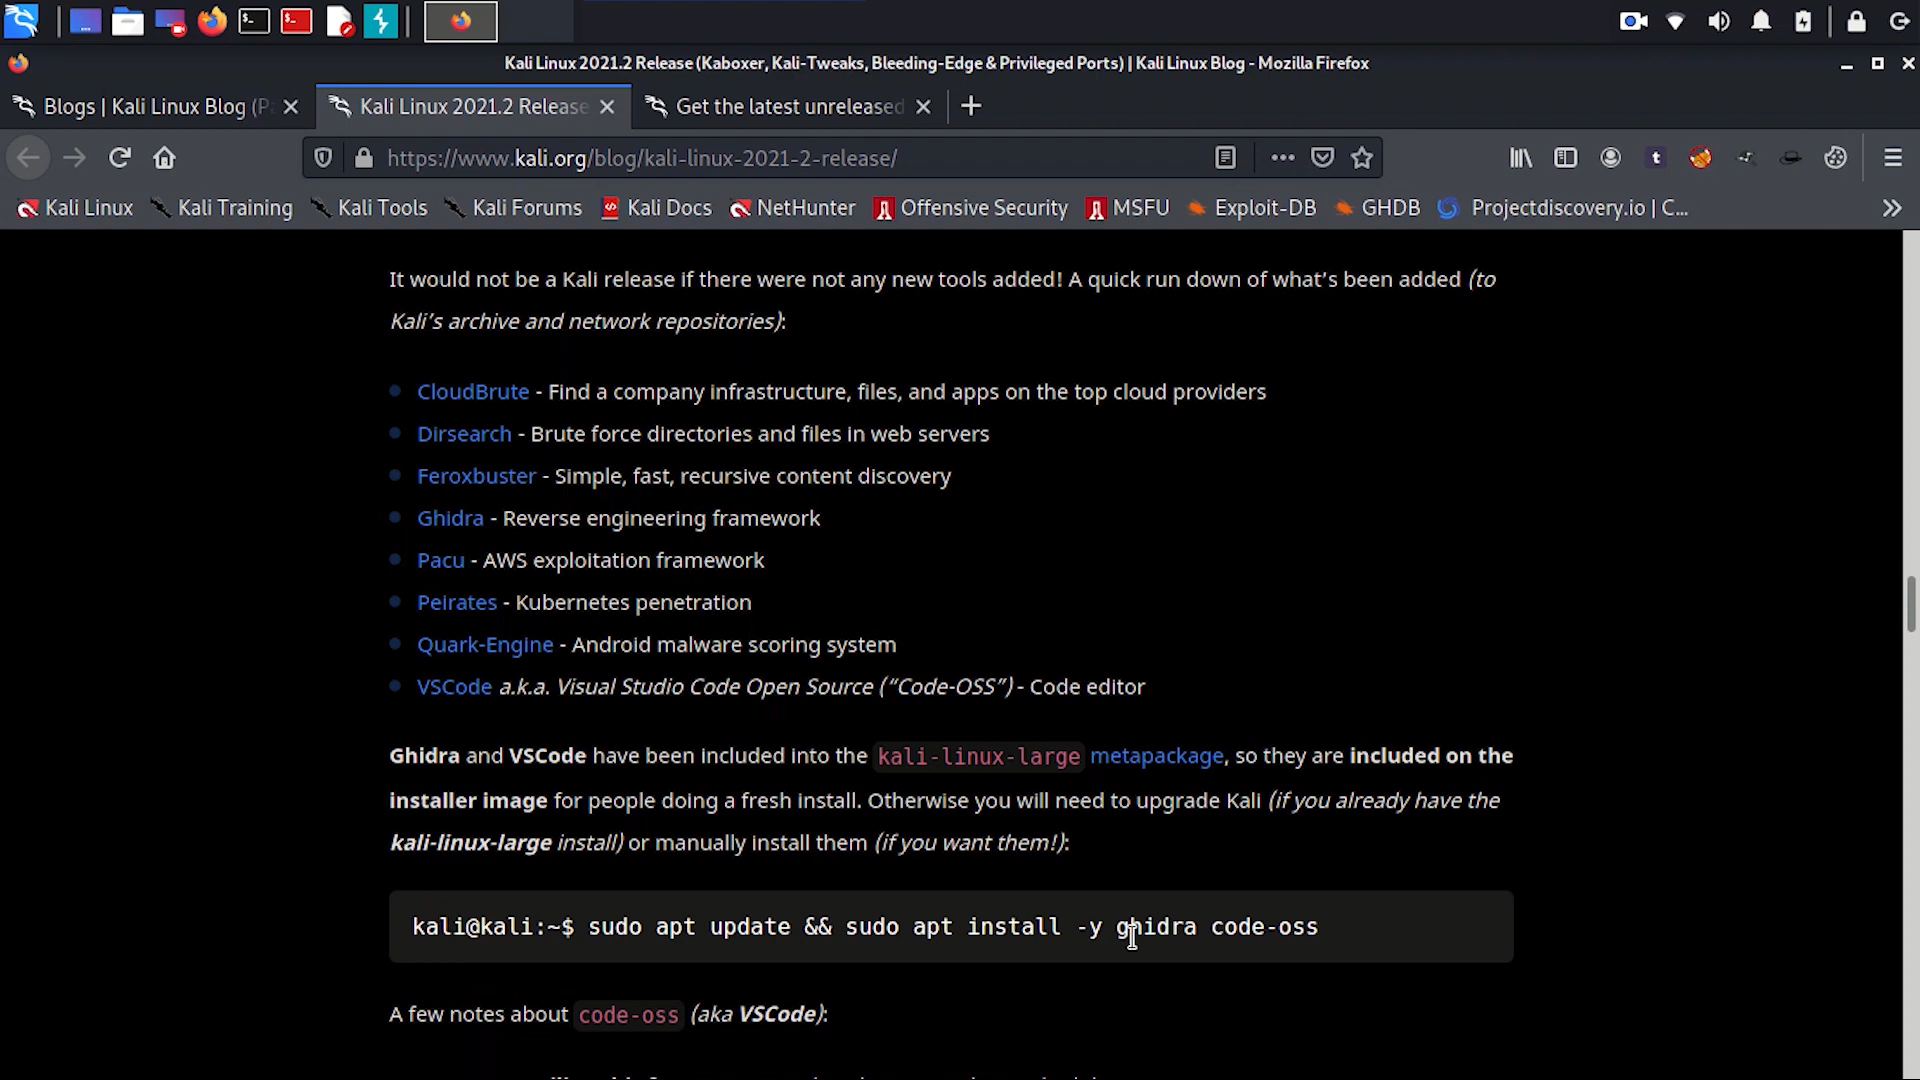 Kali Linux 2021.2 Release (Kaboxer, Kali-Tweaks, Bleeding-Edge & Privileged Ports) | Kali Linux Blog - Mozilla Firefox
Blogs | Kali Linux Blog (Pa
Kali Linux 2021.2 Release
Get the latest unreleased
https://www.kali.org/blog/kali-linux-2021-2-release/
Kali Linux
Kali Training
Kali Tools
Kali Forums
Kali Docs
NetHunter
Offensive Security
MSFU
Exploit-DB
GHDB
Projectdiscovery.io | C...
It would not be a Kali release if there were not any new tools added! A quick run down of what’s been added (to
Kali’s archive and network repositories):
CloudBrute - Find a company infrastructure, files, and apps on the top cloud providers
Dirsearch - Brute force directories and files in web servers
Feroxbuster - Simple, fast, recursive content discovery
Ghidra - Reverse engineering framework
Pacu - AWS exploitation framework
Peirates - Kubernetes penetration
Quark-Engine - Android malware scoring system
VSCode a.k.a. Visual Studio Code Open Source (“Code-OSS”) - Code editor
Ghidra and VSCode have been included into the kali-linux-large metapackage, so they are included on the
installer image for people doing a fresh install. Otherwise you will need to upgrade Kali (if you already have the
kali-linux-large install) or manually install them (if you want them!):
kali@kali:~$ sudo apt update && sudo apt install -y ghidra code-oss
A few notes about code-oss (aka VSCode):